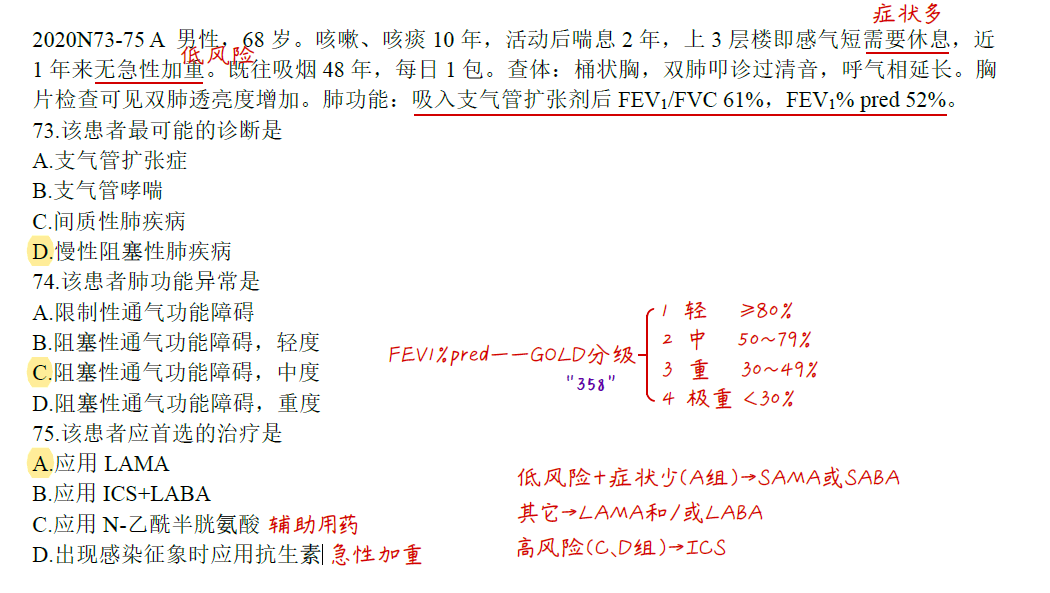 症状多
2020N73-75 A 男性，68 岁。咳嗽、咳痰 10 年，活动后喘息 2 年，上 3 层楼即感气短需要休息，近
低风险
1 年来无急性加重。既往吸烟 48 年，每日 1 包。查体：桶状胸，双肺叩诊过清音，呼气相延长。胸
片检查可见双肺透亮度增加。肺功能：吸入支气管扩张剂后 FEV₁/FVC 61%，FEV₁% pred 52%。
73.该患者最可能的诊断是
A.支气管扩张症
B.支气管哮喘
C.间质性肺疾病
D.慢性阻塞性肺疾病
74.该患者肺功能异常是
A.限制性通气功能障碍
B.阻塞性通气功能障碍，轻度
C.阻塞性通气功能障碍，中度
D.阻塞性通气功能障碍，重度
FEV1%pred——GOLD分级
"358"
1 轻 ≥80%
2 中 50~79%
3 重 30~49%
4 极重 <30%
75.该患者应首选的治疗是
A.应用 LAMA
B.应用 ICS+LABA
C.应用 N-乙酰半胱氨酸 辅助用药
D.出现感染征象时应用抗生素 急性加重
低风险+症状少(A组)→SAMA或SABA
其它→LAMA和/或LABA
高风险(C、D组)→ICS